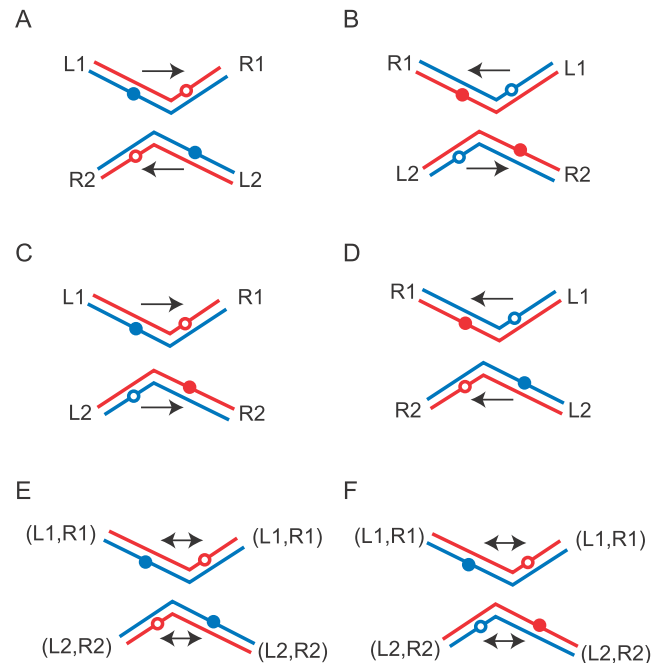 A
B
L1 R1
R1 L1
R2 L2
L2 R2
C
D
L1 R1
R1 L1
L2 R2
R2 L2
E
F
(L1,R1) (L1,R1)
(L1,R1) (L1,R1)
(L2,R2) (L2,R2)
(L2,R2) (L2,R2)